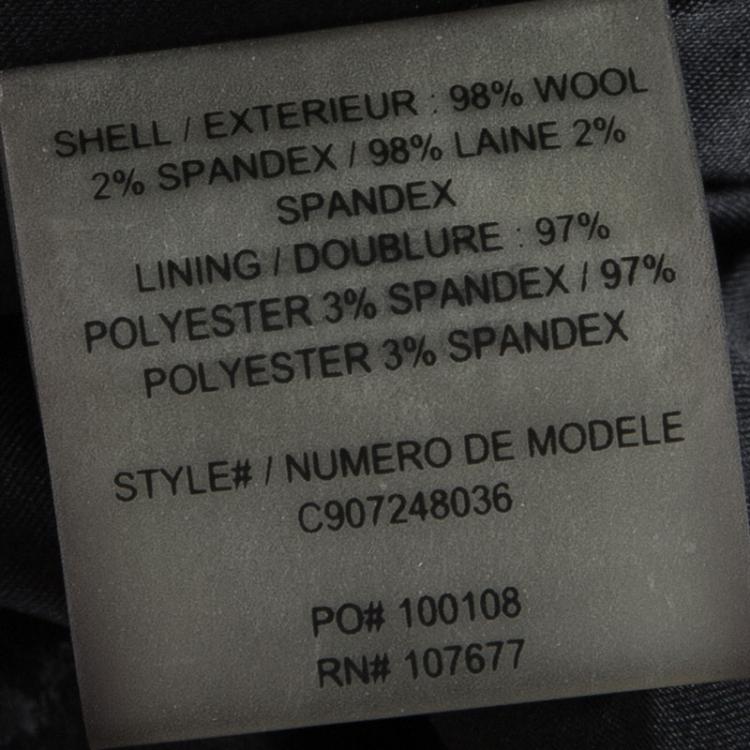 SHELL / EXTERIEUR : 98% WOOL
2% SPANDEX / 98% LAINE 2%
SPANDEX
LINING / DOUBLURE : 97%
POLYESTER 3% SPANDEX / 97%
POLYESTER 3% SPANDEX
STYLE# / NUMERO DE MODELE
C907248036
PO# 100108
RN# 107677